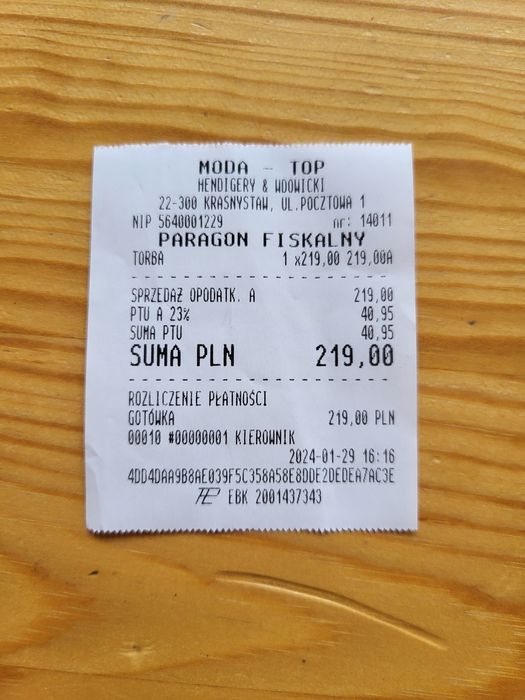 MODA - TOP
HENDIGERY & WDOWICKI
22-300 KRASNYSTAW, UL.POCZTOWA 1
NIP 5640001229 nr: 14011
PARAGON FISKALNY
TORBA 1 x219,00 219,00A
SPRZEDAŻ OPODATK. A 219,00
PTU A 23% 40,95
SUMA PTU 40,95
SUMA PLN 219,00
ROZLICZENIE PŁATNOŚCI
GOTÓWKA 219,00 PLN
00010 #00000001 KIEROWNIK
2024-01-29 16:16
4DD4DAA9B8AE039F5C358A58E8DDE2DEDEA7AC3E
EBK 2001437343